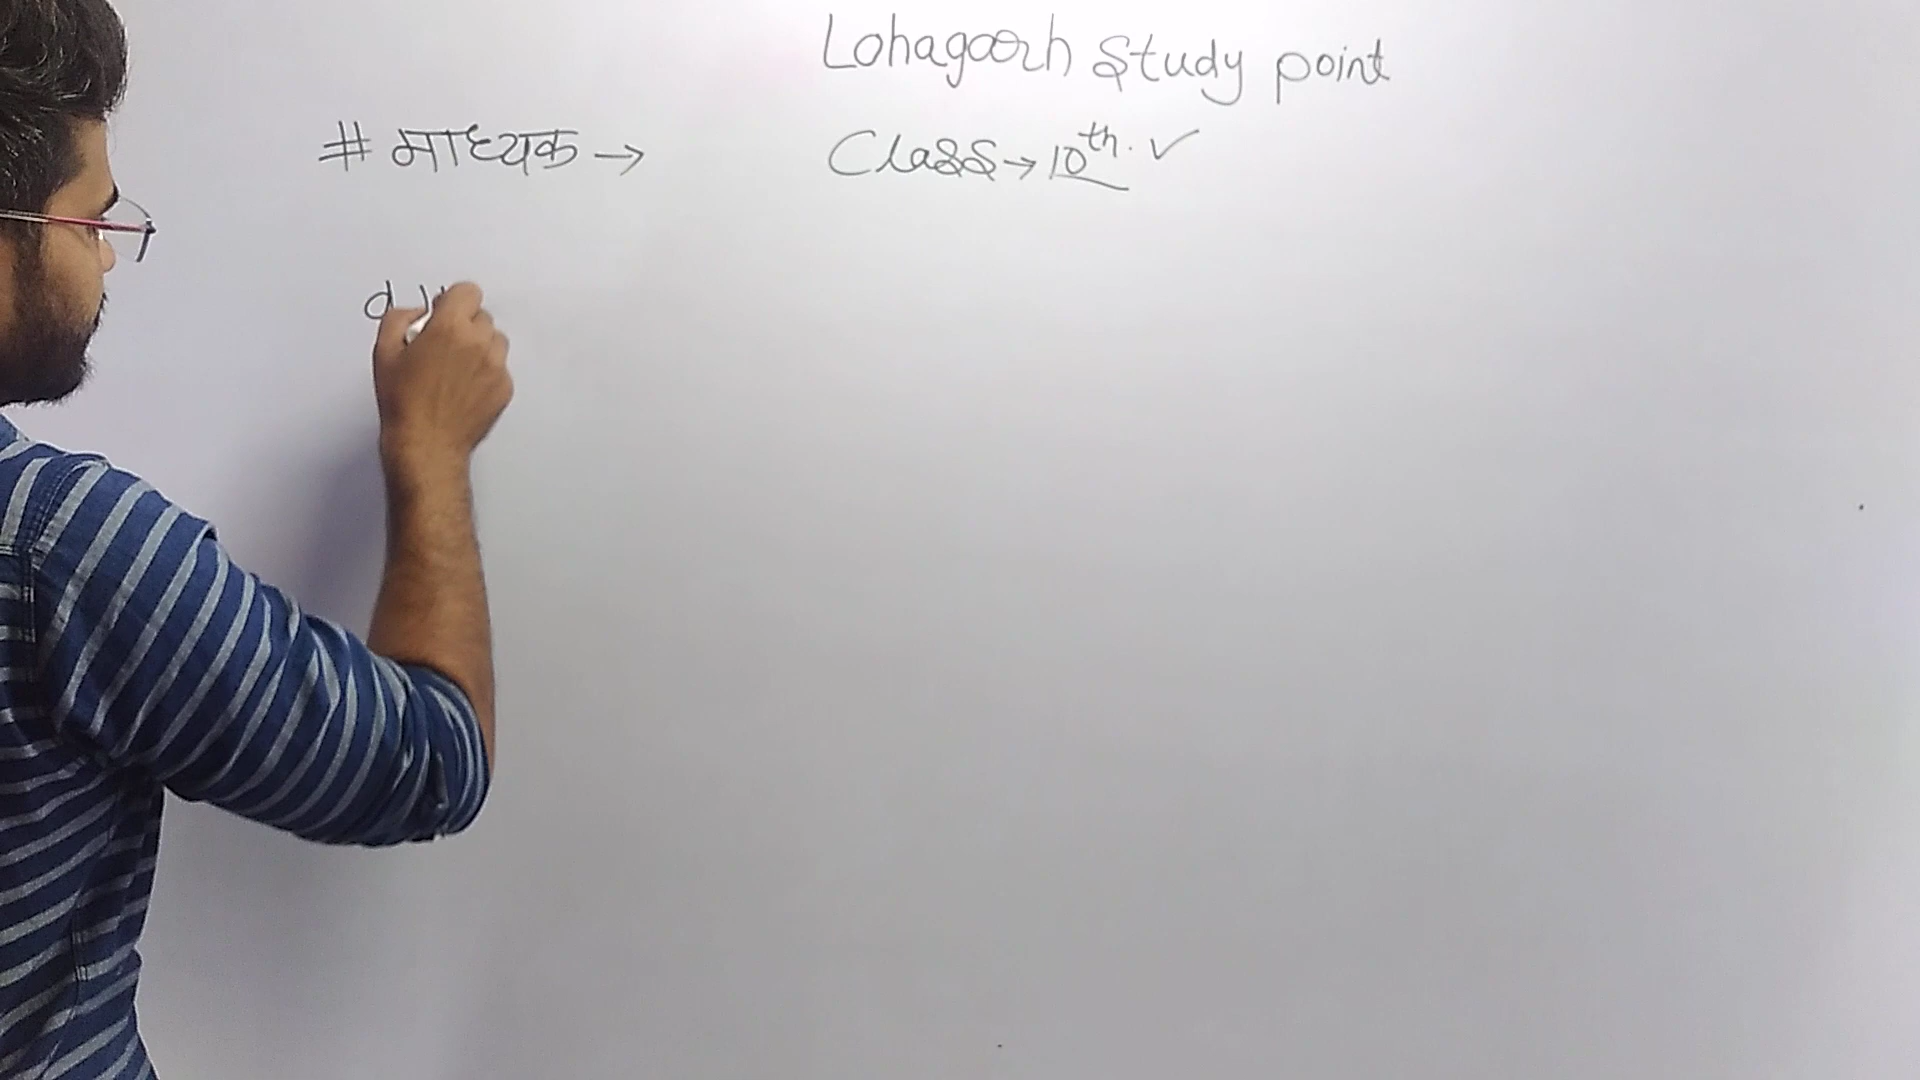 Lohagarh Study point
# माध्यक →
Class → 10th. ✓